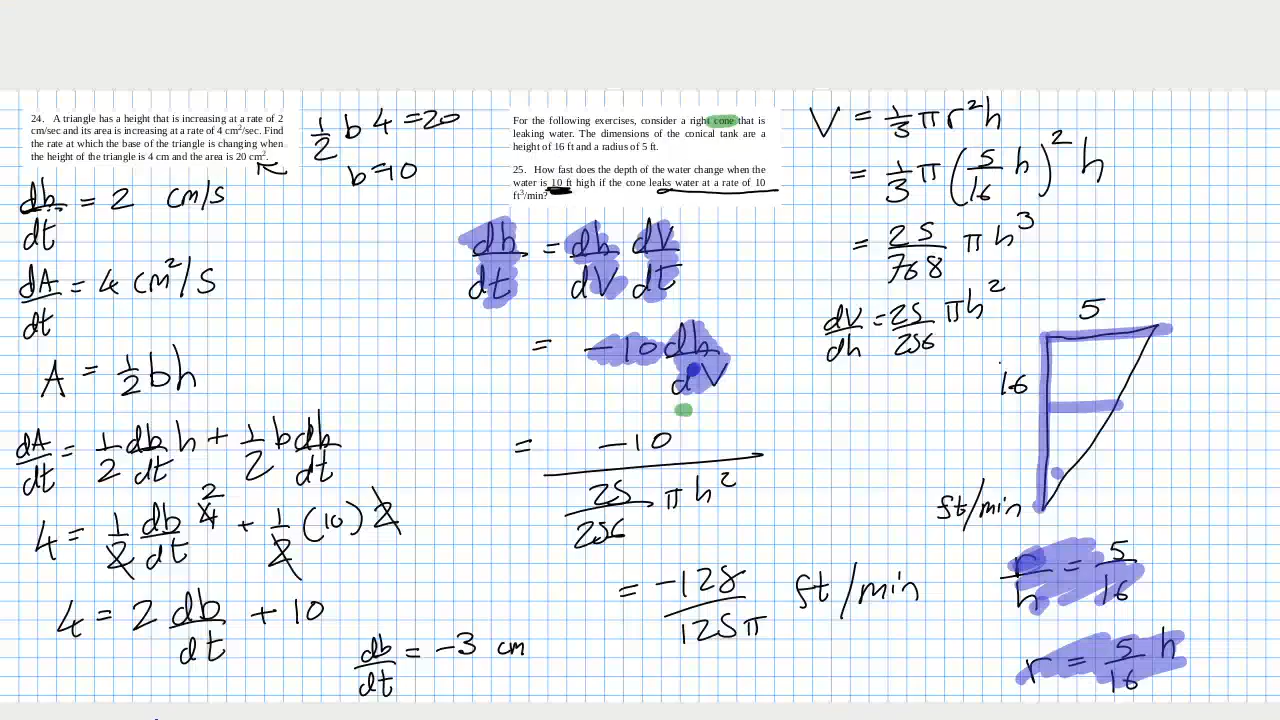 24. A triangle has a height that is increasing at a rate of 2
m/sec and its area is increasing at a rate of 4 cm²/sec. Find
the rate at which the base of the triangle is changing when
the height of the triangle is 4 cm and the area is 20 cm².
1/2 b 4 = 20
b=10
dh/dt = 2 cm/s
dA/dt = 4 cm²/s
A = 1/2 bh
dA/dt = 1/2 db/dt h + 1/2 b dh/dt
4 = 1/2 db/dt 4 2 + 1/2 (10) 2
4 = 2 db/dt + 10
db/dt = -3 cm
For the following exercises, consider a right cone that is
leaking water. The dimensions of the conical tank are a
height of 16 ft and a radius of 5 ft.
25. How fast does the depth of the water change when the
water is 10 ft high if the cone leaks water at a rate of 10
ft³/min?
dh/dt = dh/dV dV/dt
= -10 dh/dV
= -10 / (25/256 π h²)
= -128/125π ft/min
V = 1/3 π r² h
= 1/3 π (5/16 h)² h
= 25/768 π h³
dV/dh = 25/256 π h²
5
16
ft/min
r/h = 5/16
r = 5/16 h